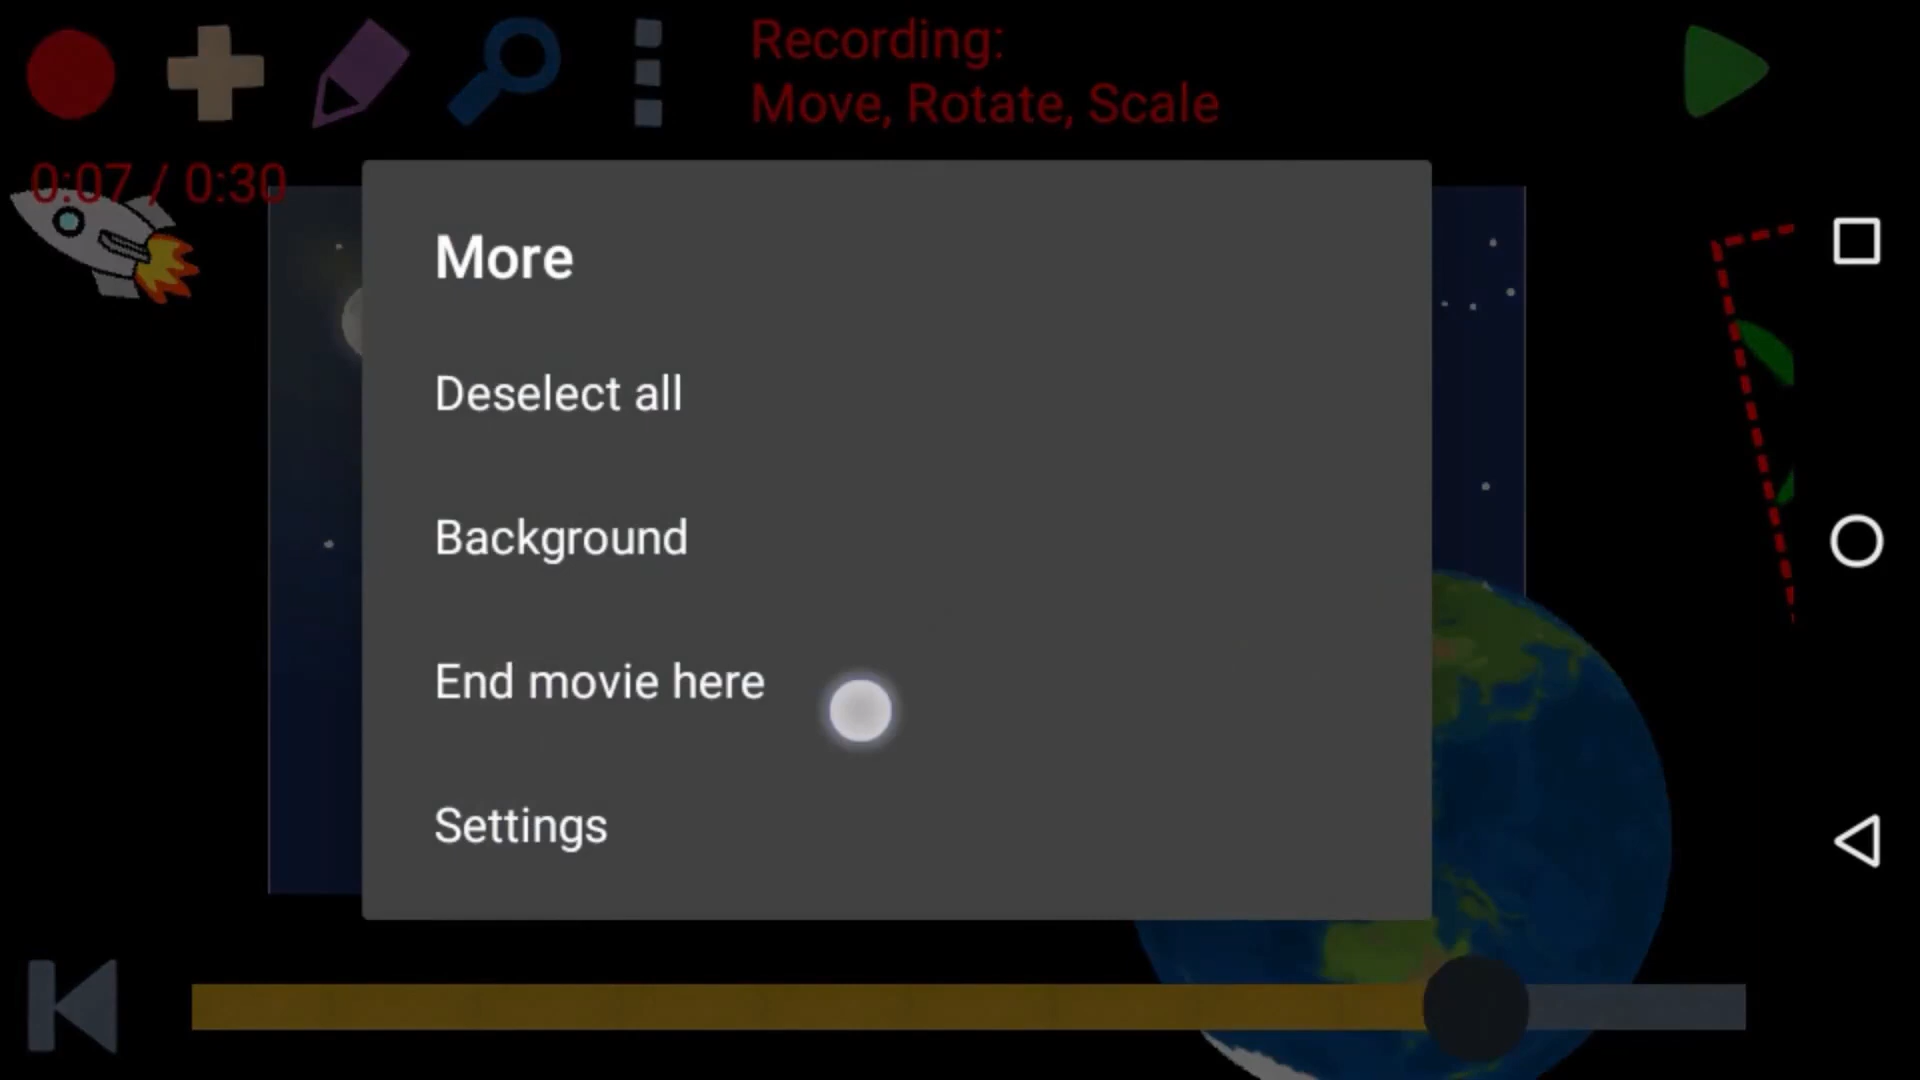 Recording:
Move, Rotate, Scale
0:07 / 0:30
More
Deselect all
Background
End movie here
Settings